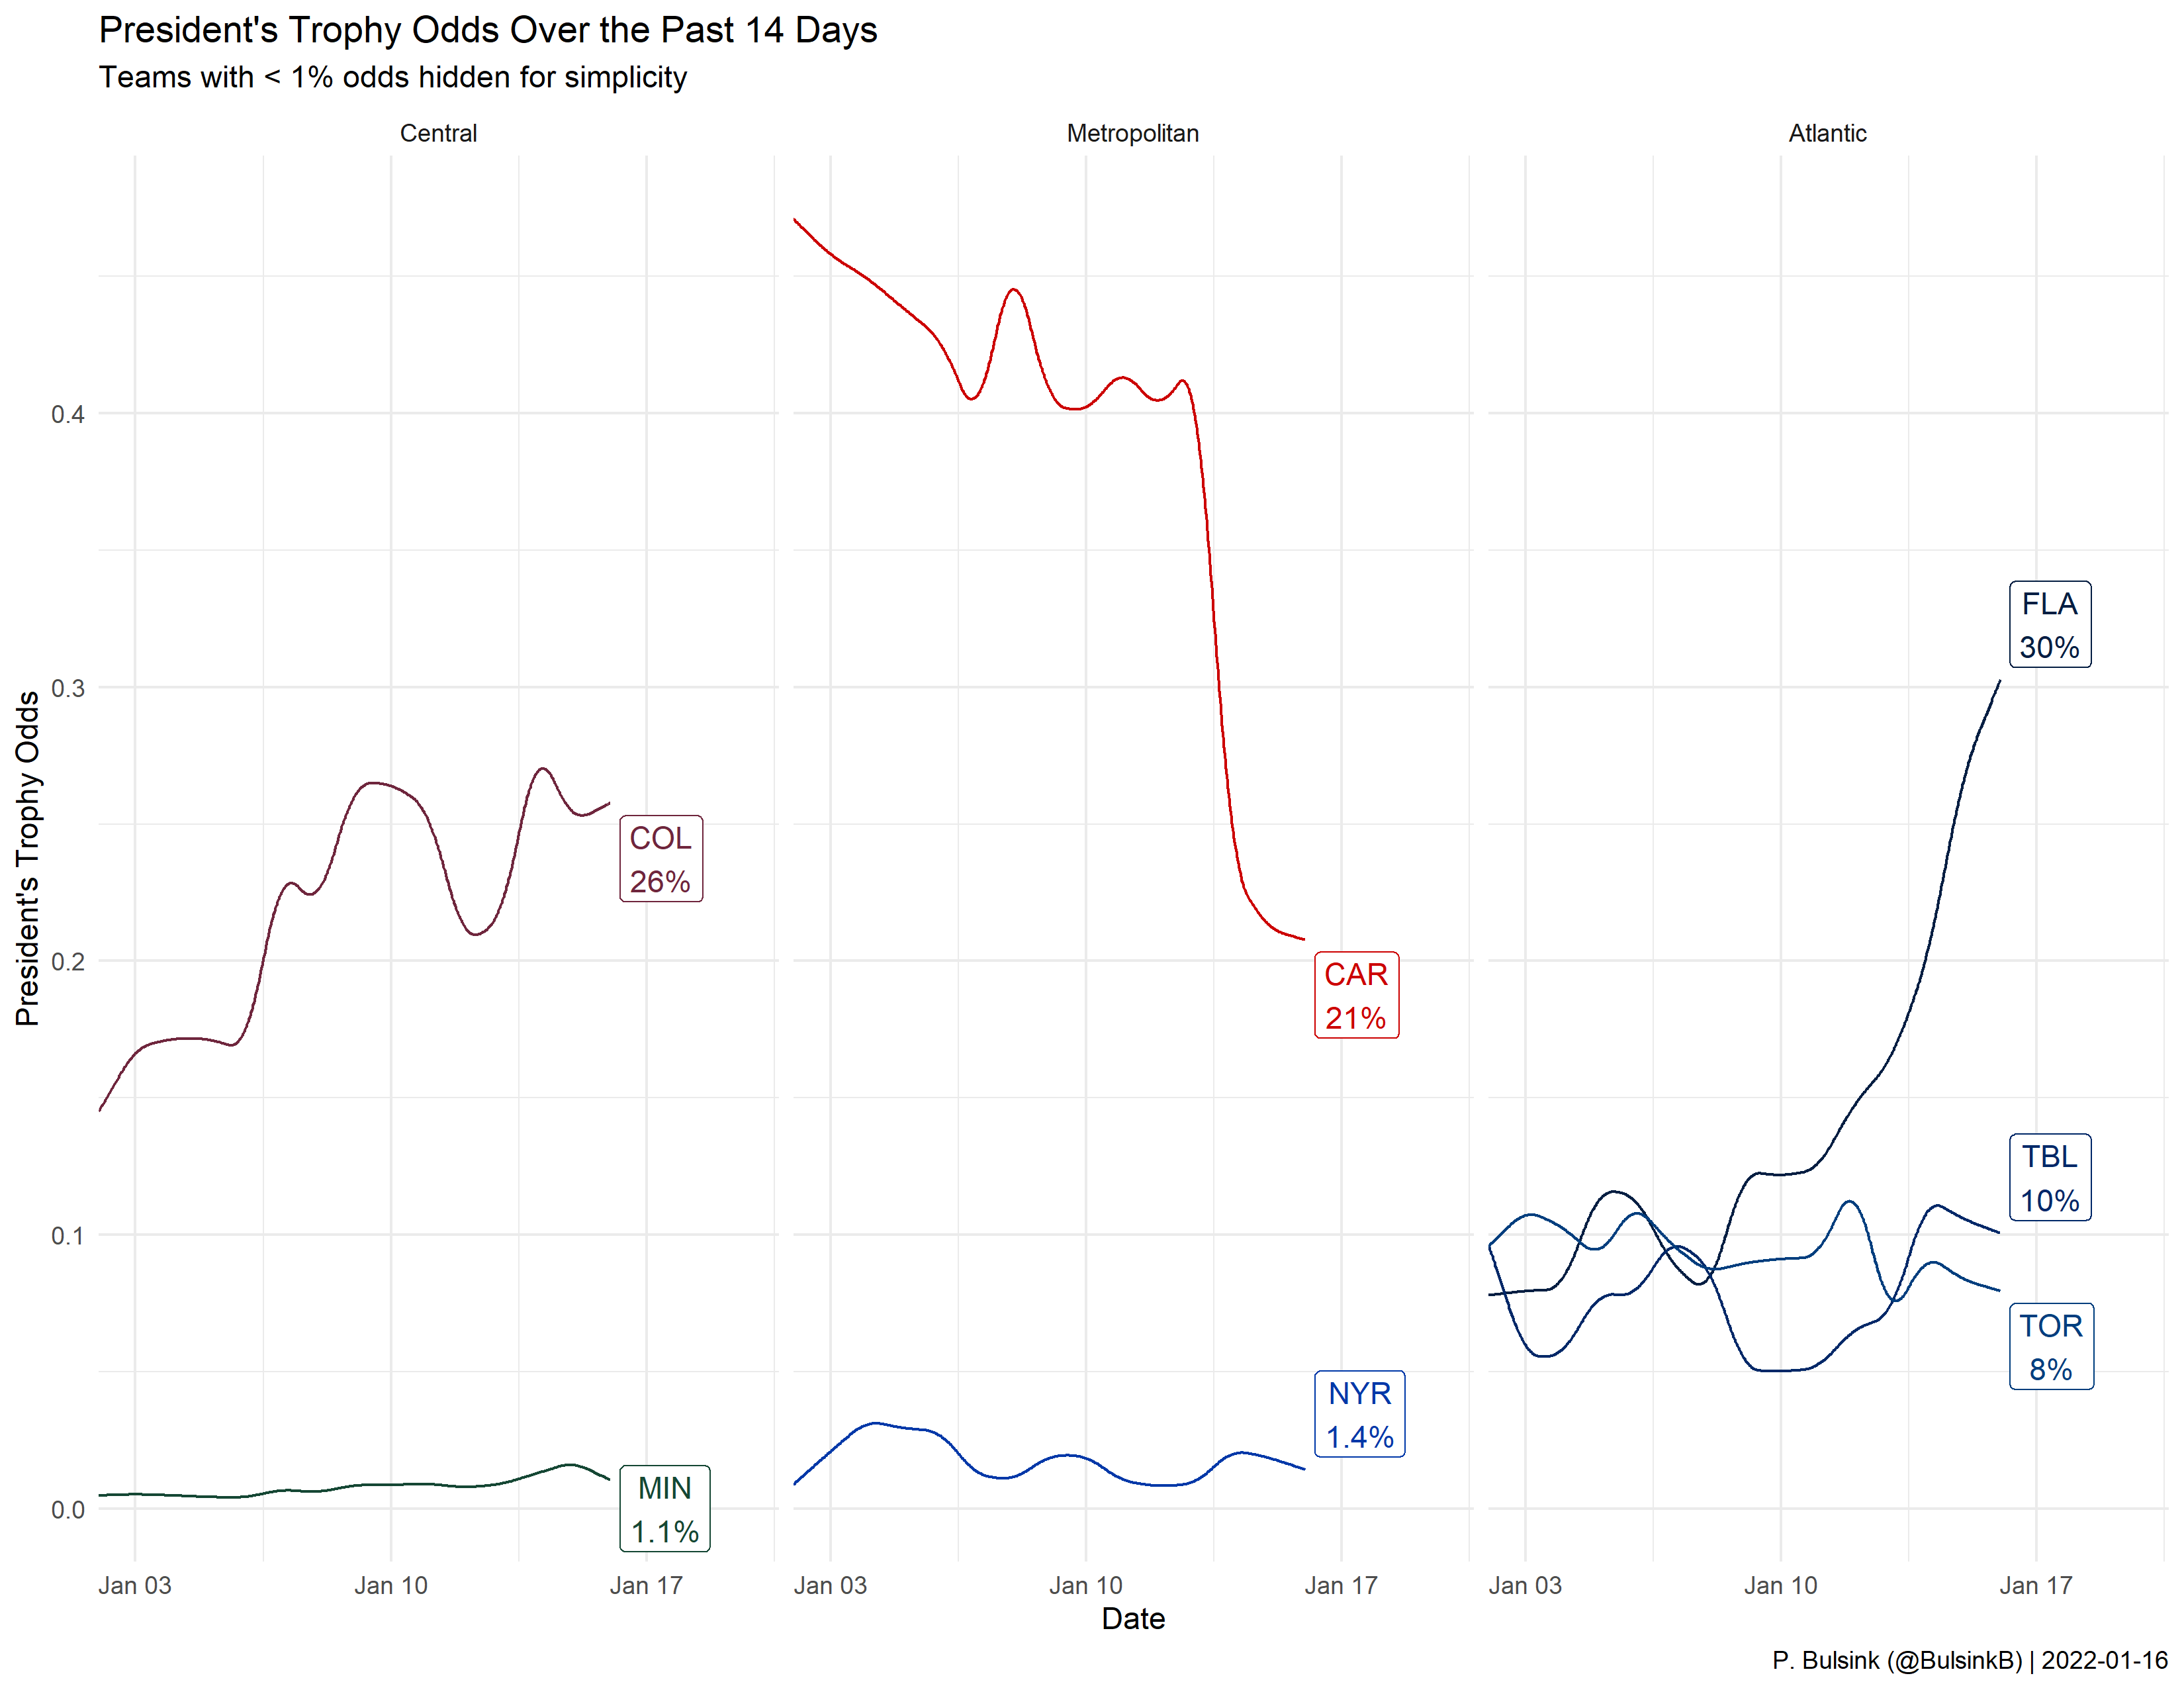 President's Trophy Odds Over the Past 14 Days
Teams with < 1% odds hidden for simplicity
Central
Metropolitan
Atlantic
President's Trophy Odds
0.4
0.3
0.2
0.1
0.0
COL
26%
MIN
1.1%
CAR
21%
NYR
1.4%
FLA
30%
TBL
10%
TOR
8%
Jan 03
Jan 10
Jan 17
Jan 03
Jan 10
Jan 17
Jan 03
Jan 10
Jan 17
Date
P. Bulsink (@BulsinkB) | 2022-01-16